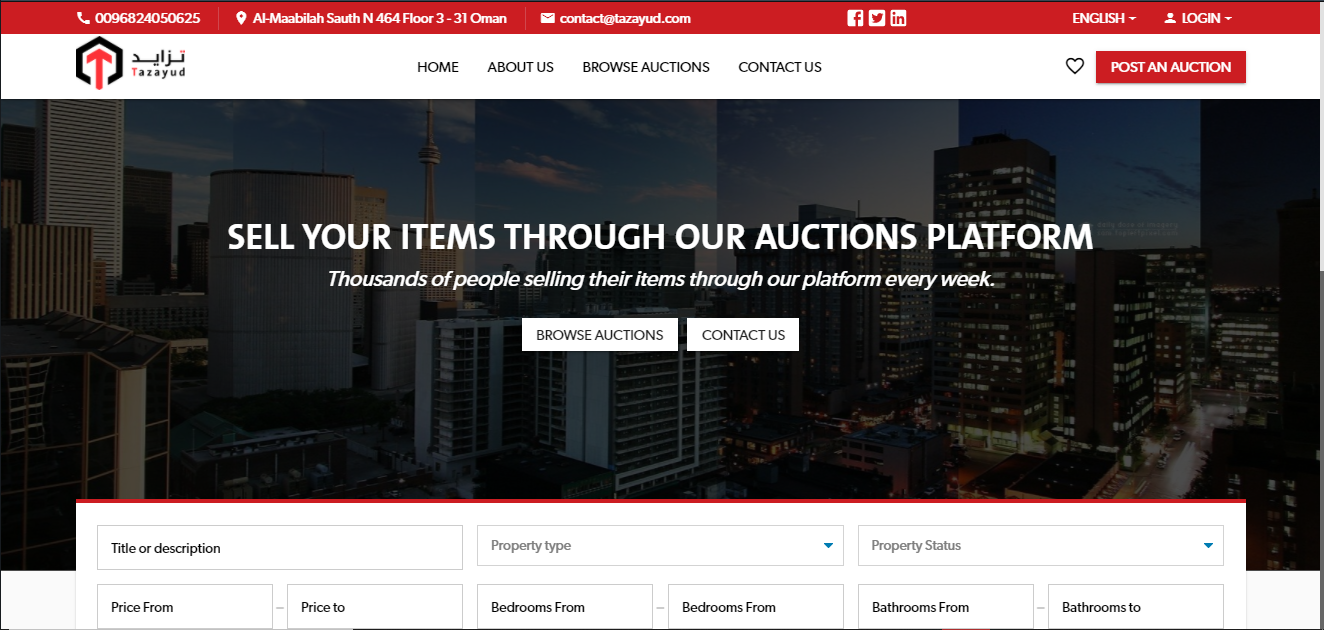 0096824050625
Al-Maabilah Sauth N 464 Floor 3 - 31 Oman
contact@tazayud.com
ENGLISH
LOGIN
تزايد
Tazayud
HOME
ABOUT US
BROWSE AUCTIONS
CONTACT US
POST AN AUCTION
SELL YOUR ITEMS THROUGH OUR AUCTIONS PLATFORM
Thousands of people selling their items through our platform every week.
BROWSE AUCTIONS
CONTACT US
Title or description
Property type
Property Status
Price From
–
Price to
Bedrooms From
–
Bedrooms From
Bathrooms From
–
Bathrooms to